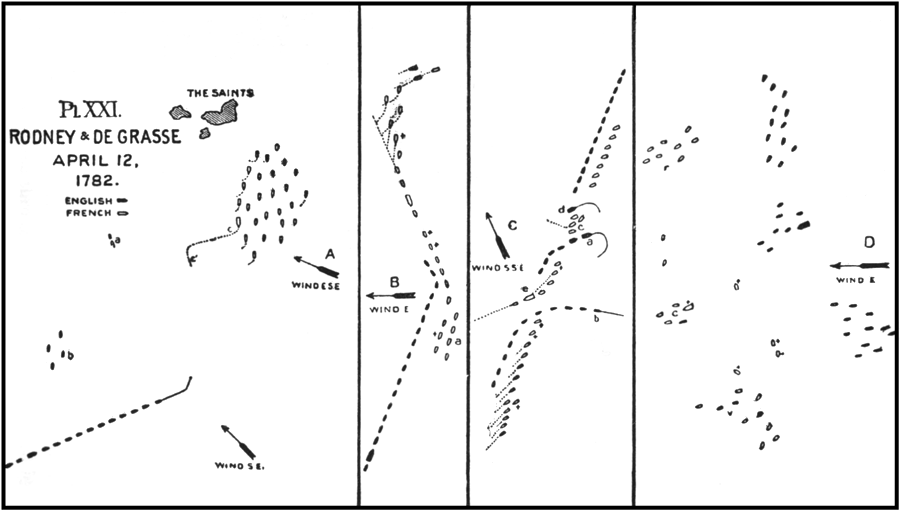 THE SAINTS
Pl. XXI.
RODNEY & DE GRASSE
APRIL 12,
1782.
ENGLISH
FRENCH
a
c
A
WIND ESE
b
WIND SE.
B
WIND E
a
d
c
a
C
WIND SSE
e
b
r
D
WIND E
c
v